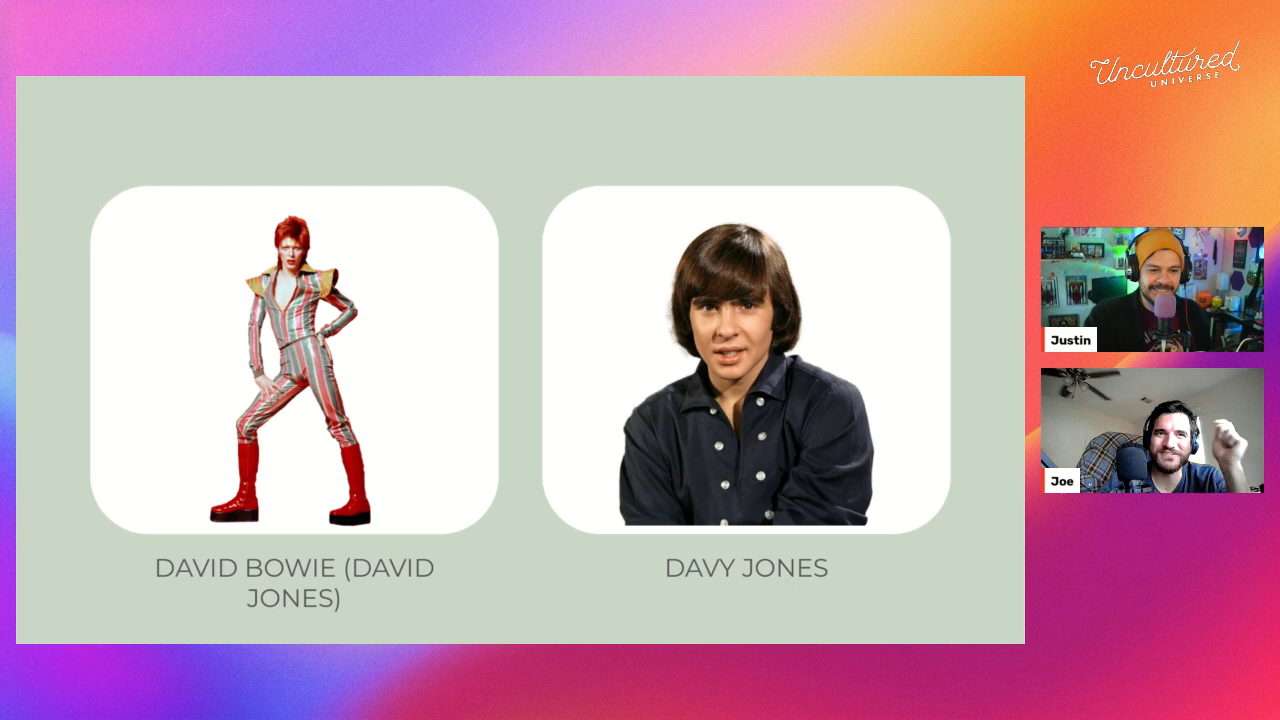 Uncultured
UNIVERSE
DAVID BOWIE (DAVID
JONES)
DAVY JONES
Justin
Joe